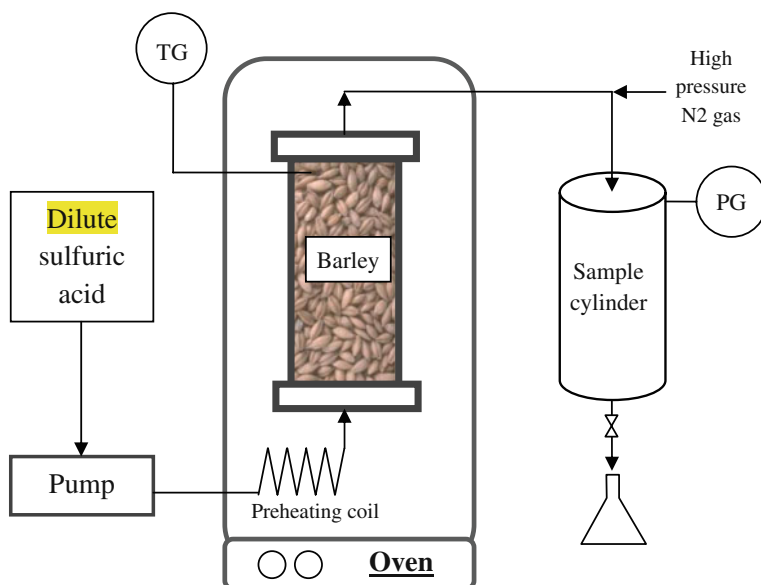 TG
High
pressure
N2 gas
Dilute
sulfuric
acid
Barley
PG
Sample
cylinder
Pump
Preheating coil
Oven